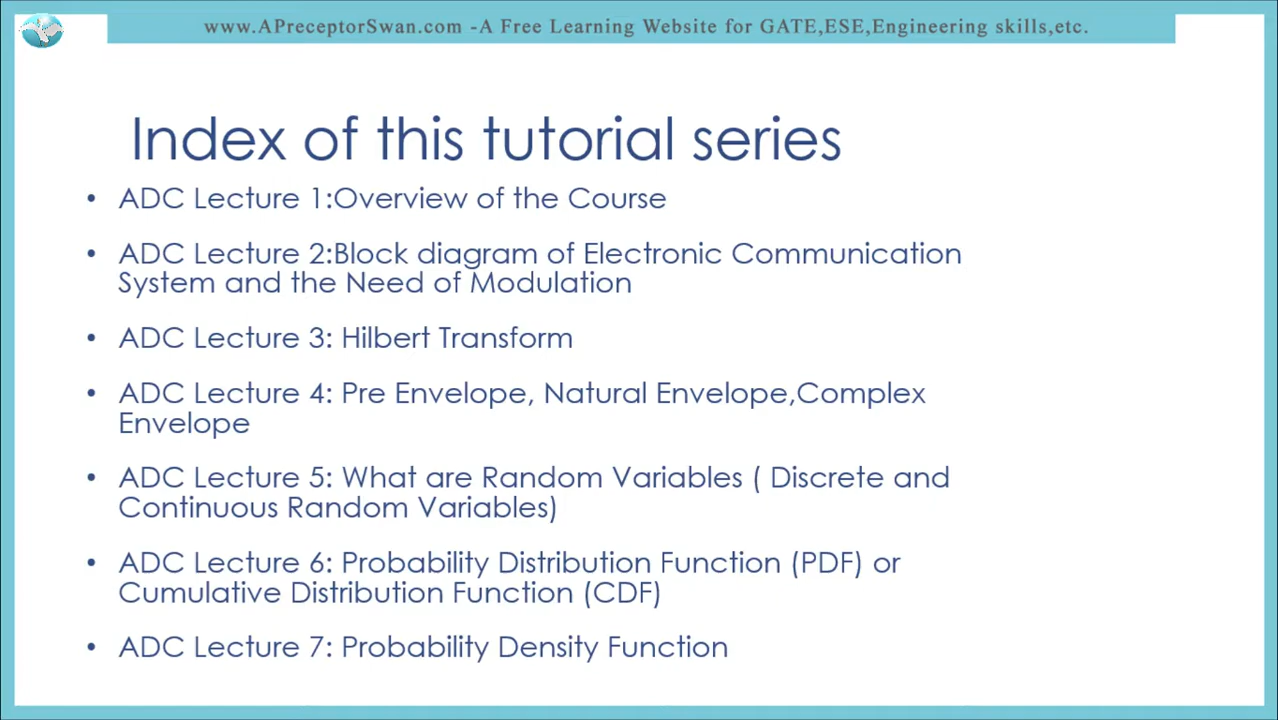 www.APreceptorSwan.com -A Free Learning Website for GATE,ESE,Engineering skills,etc.
Index of this tutorial series
• ADC Lecture 1:Overview of the Course
• ADC Lecture 2:Block diagram of Electronic Communication
System and the Need of Modulation
• ADC Lecture 3: Hilbert Transform
• ADC Lecture 4: Pre Envelope, Natural Envelope,Complex
Envelope
• ADC Lecture 5: What are Random Variables ( Discrete and
Continuous Random Variables)
• ADC Lecture 6: Probability Distribution Function (PDF) or
Cumulative Distribution Function (CDF)
• ADC Lecture 7: Probability Density Function